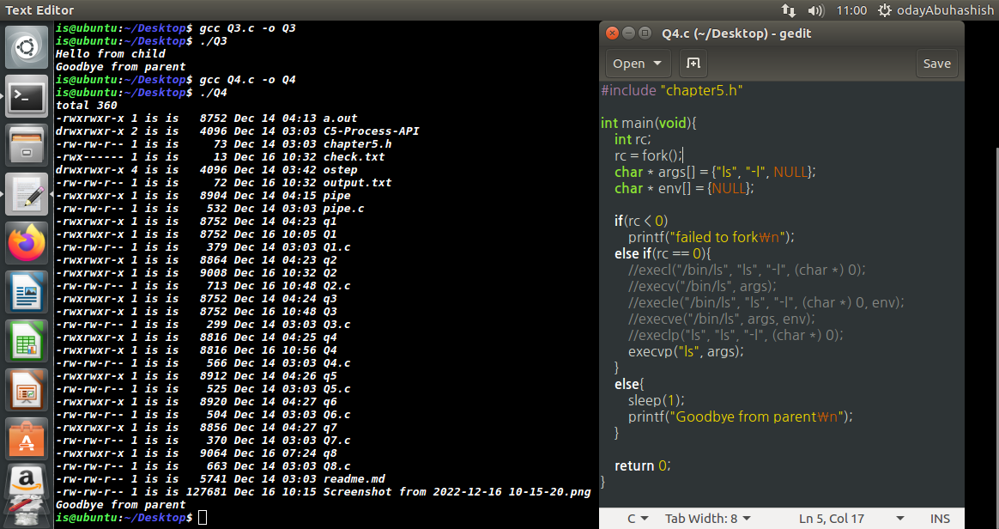 Text Editor
11:00 odayAbuhashish
is@ubuntu:~/Desktop$ gcc Q3.c -o Q3
is@ubuntu:~/Desktop$ ./Q3
Hello from child
Goodbye from parent
is@ubuntu:~/Desktop$ gcc Q4.c -o Q4
is@ubuntu:~/Desktop$ ./Q4
total 360
-rwxrwxr-x 1 is is   8752 Dec 14 04:13 a.out
drwxrwxr-x 2 is is   4096 Dec 14 03:03 C5-Process-API
-rw-rw-r-- 1 is is     73 Dec 14 03:03 chapter5.h
-rwx------ 1 is is     13 Dec 16 10:32 check.txt
drwxrwxr-x 4 is is   4096 Dec 14 03:42 ostep
-rw-rw-r-- 1 is is     72 Dec 16 10:32 output.txt
-rwxrwxr-x 1 is is   8904 Dec 14 04:15 pipe
-rw-rw-r-- 1 is is    532 Dec 14 03:03 pipe.c
-rwxrwxr-x 1 is is   8752 Dec 14 04:23 q1
-rwxrwxr-x 1 is is   8752 Dec 16 10:05 Q1
-rw-rw-r-- 1 is is    379 Dec 14 03:03 Q1.c
-rwxrwxr-x 1 is is   8864 Dec 14 04:23 q2
-rwxrwxr-x 1 is is   9008 Dec 16 10:32 Q2
-rw-rw-r-- 1 is is    713 Dec 16 10:48 Q2.c
-rwxrwxr-x 1 is is   8752 Dec 14 04:24 q3
-rwxrwxr-x 1 is is   8752 Dec 16 10:48 Q3
-rw-rw-r-- 1 is is    299 Dec 14 03:03 Q3.c
-rwxrwxr-x 1 is is   8816 Dec 14 04:25 q4
-rwxrwxr-x 1 is is   8816 Dec 16 10:56 Q4
-rw-rw-r-- 1 is is    566 Dec 14 03:03 Q4.c
-rwxrwxr-x 1 is is   8912 Dec 14 04:26 q5
-rw-rw-r-- 1 is is    525 Dec 14 03:03 Q5.c
-rwxrwxr-x 1 is is   8920 Dec 14 04:27 q6
-rw-rw-r-- 1 is is    504 Dec 14 03:03 Q6.c
-rwxrwxr-x 1 is is   8856 Dec 14 04:27 q7
-rw-rw-r-- 1 is is    370 Dec 14 03:03 Q7.c
-rwxrwxr-x 1 is is   9064 Dec 16 07:24 q8
-rw-rw-r-- 1 is is    663 Dec 14 03:03 Q8.c
-rw-rw-r-- 1 is is   5741 Dec 14 03:03 readme.md
-rw-rw-r-- 1 is is 127681 Dec 16 10:15 Screenshot from 2022-12-16 10-15-20.png
Goodbye from parent
is@ubuntu:~/Desktop$
Q4.c (~/Desktop) - gedit
Open Save
#include "chapter5.h"
int main(void){
int rc;
rc = fork();
char * args[] = {"ls", "-l", NULL};
char * env[] = {NULL};
if(rc < 0)
printf("failed to fork₩n");
else if(rc == 0){
//execl("/bin/ls", "ls", "-l", (char *) 0);
//execv("/bin/ls", args);
//execle("/bin/ls", "ls", "-l", (char *) 0, env);
//execve("/bin/ls", args, env);
//execlp("ls", "ls", "-l", (char *) 0);
execvp("ls", args);
}
else{
sleep(1);
printf("Goodbye from parent₩n");
}
return 0;
}
C Tab Width: 8 Ln 5, Col 17 INS